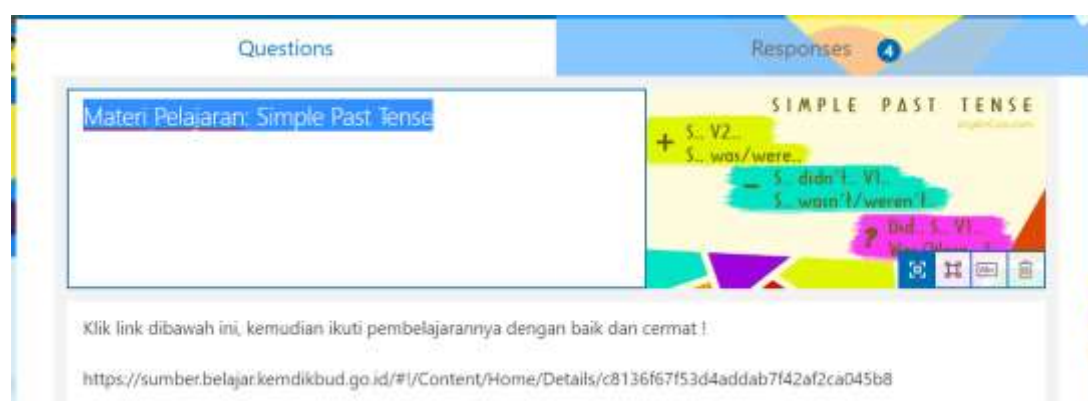 Questions
Responses 4
Materi Pelajaran: Simple Past Tense
SIMPLE PAST TENSE
+ S.. V2..
S.. was/were..
– S.. didn't.. V1..
S.. wasn't/weren't..
? Did.. S.. V1..
Klik link dibawah ini, kemudian ikuti pembelajarannya dengan baik dan cermat !
https://sumber.belajar.kemdikbud.go.id/#!/Content/Home/Details/c8136f67f53d4addab7f42af2ca045b8